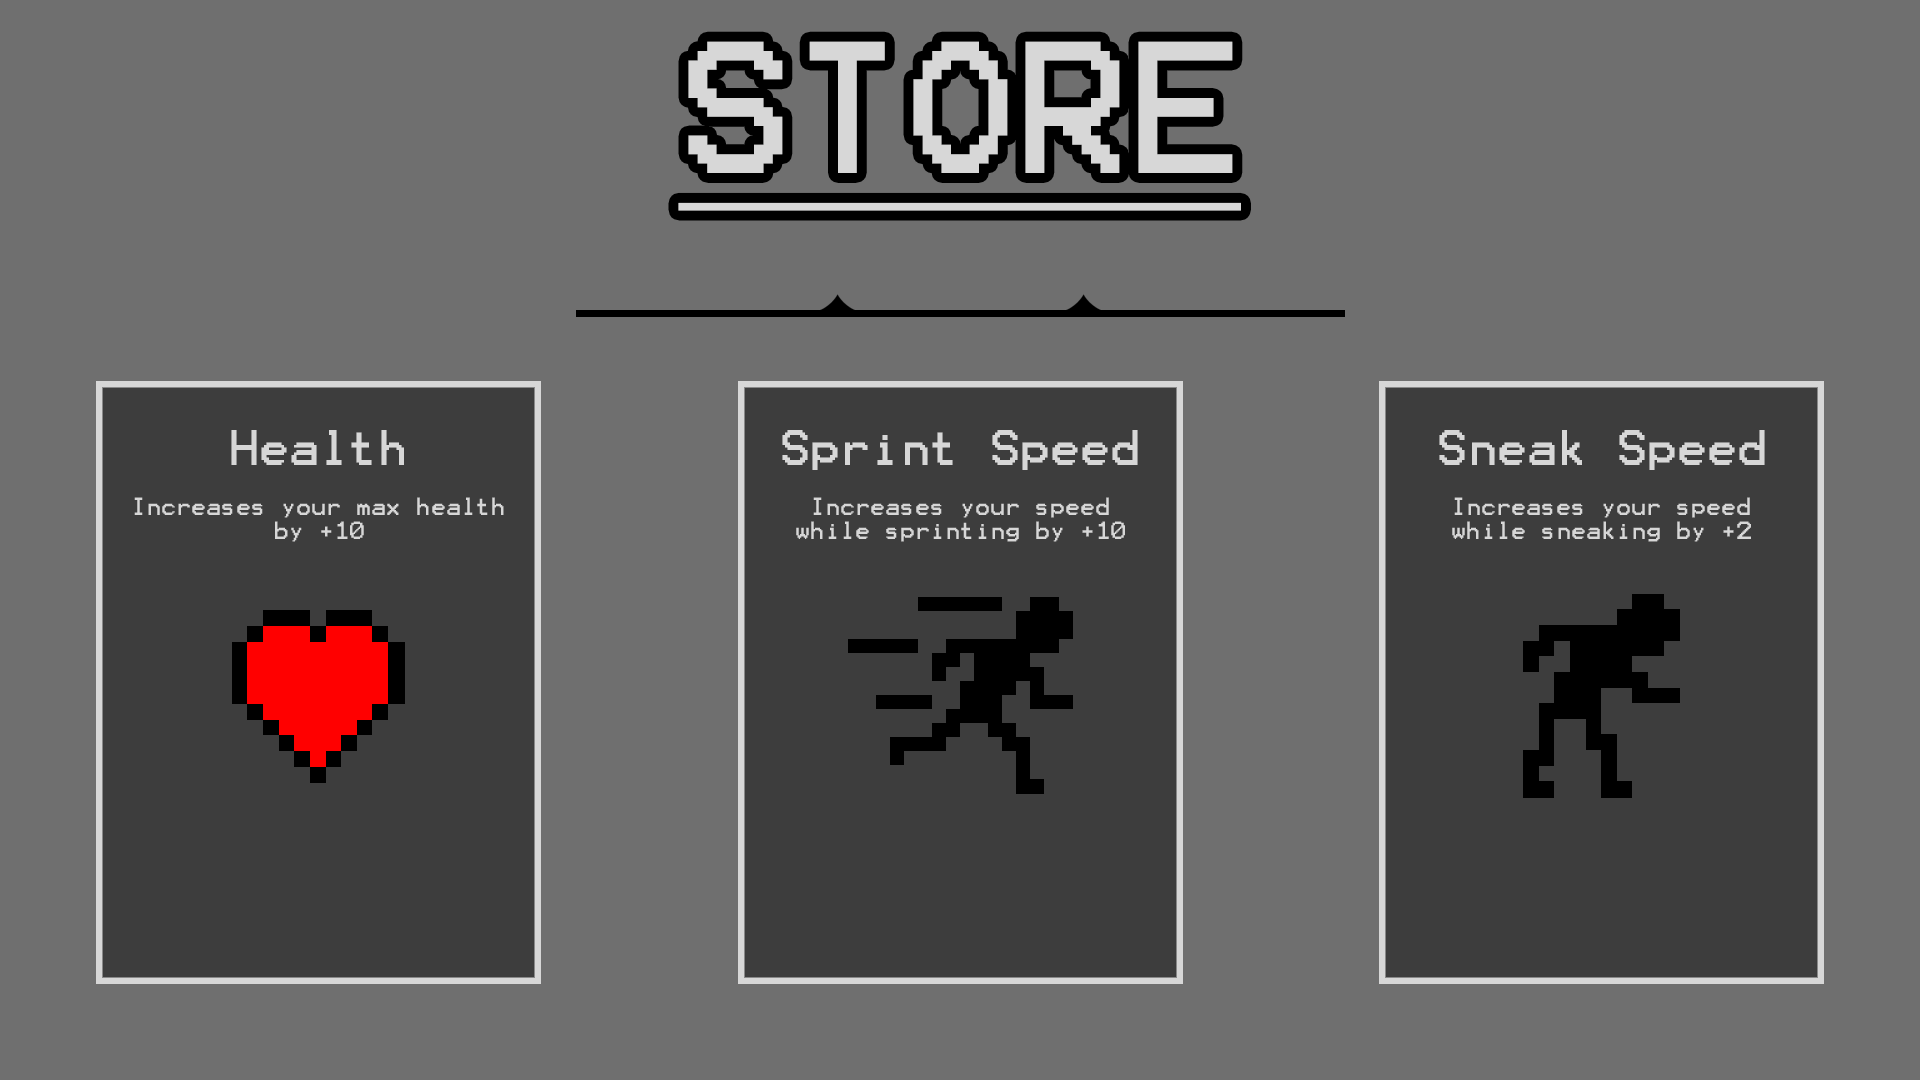 STORE
Health
Increases your max health
by +10
Sprint Speed
Increases your speed
while sprinting by +10
Sneak Speed
Increases your speed
while sneaking by +2